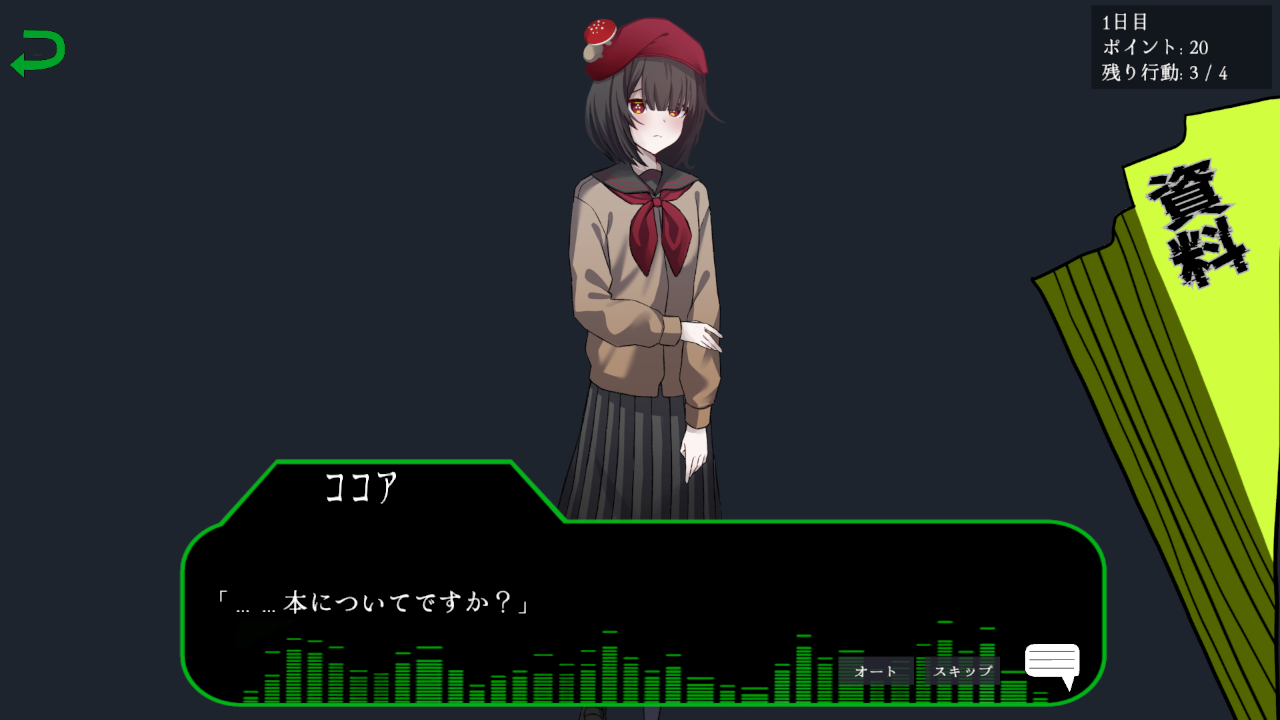 1日目
ポイント: 20
残り行動: 3 / 4
資料
ココア
「... ...本についてですか？」
オート
スキップ